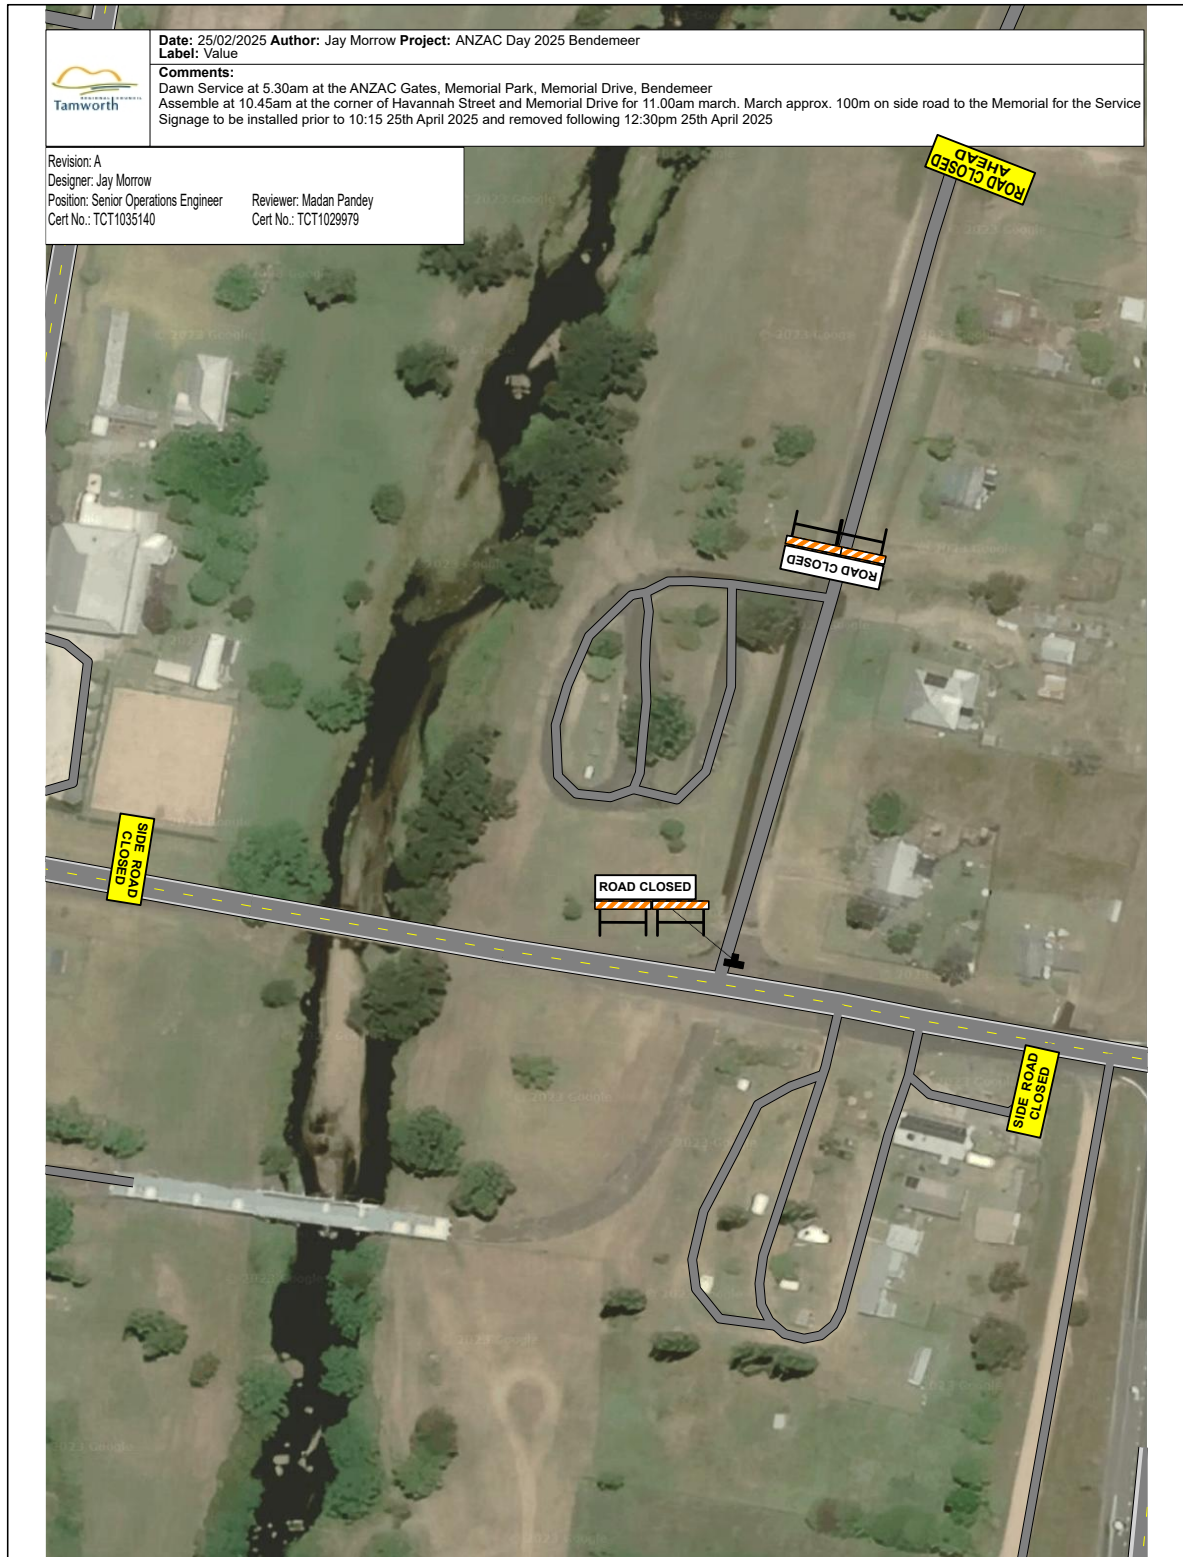 Date: 25/02/2025 Author: Jay Morrow Project: ANZAC Day 2025 Bendemeer
Label: Value
Comments:
Dawn Service at 5.30am at the ANZAC Gates, Memorial Park, Memorial Drive, Bendemeer
Assemble at 10.45am at the corner of Havannah Street and Memorial Drive for 11.00am march. March approx. 100m on side road to the Memorial for the Service
Signage to be installed prior to 10:15 25th April 2025 and removed following 12:30pm 25th April 2025
REGIONAL COUNCIL
Tamworth
Revision: A
Designer: Jay Morrow
Position: Senior Operations Engineer Reviewer: Madan Pandey
Cert No.: TCT1035140 Cert No.: TCT1029979
ROAD CLOSED
AHEAD
ROAD CLOSED
SIDE ROAD
CLOSED
ROAD CLOSED
SIDE ROAD
CLOSED